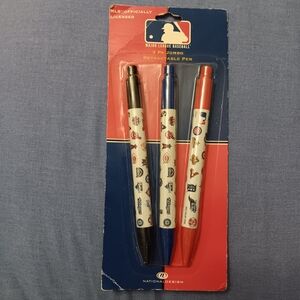 MLB OFFICIALLY
LICENSED
MAJOR LEAGUE BASEBALL
3 PK JUMBO
RETRACTABLE PEN
NATIONAL DESIGN